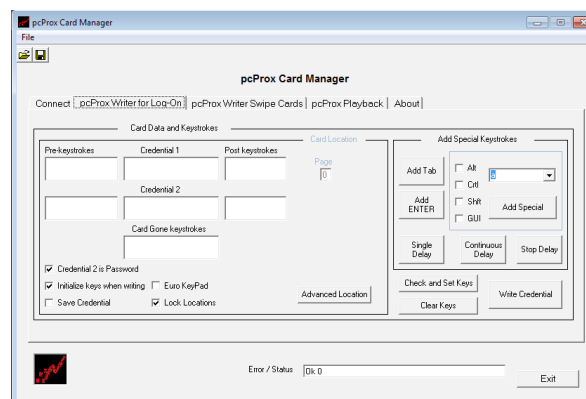 pcProx Card Manager
File
pcProx Card Manager
Connect pcProx Writer for Log-On pcProx Writer Swipe Cards pcProx Playback About
Card Data and Keystrokes
Card Location
Add Special Keystrokes
Pre-keystrokes Credential 1 Post keystrokes
Page
0
Add Tab
Alt
a
Crtl
Credential 2
Add ENTER
Shft
Add Special
GUI
Card Gone keystrokes
Single Delay
Continuous Delay
Stop Delay
Credential 2 is Password
Initialize keys when writing Euro KeyPad
Save Credential Lock Locations
Advanced Location
Check and Set Keys
Clear Keys
Write Credential
Error / Status Ok 0
Exit